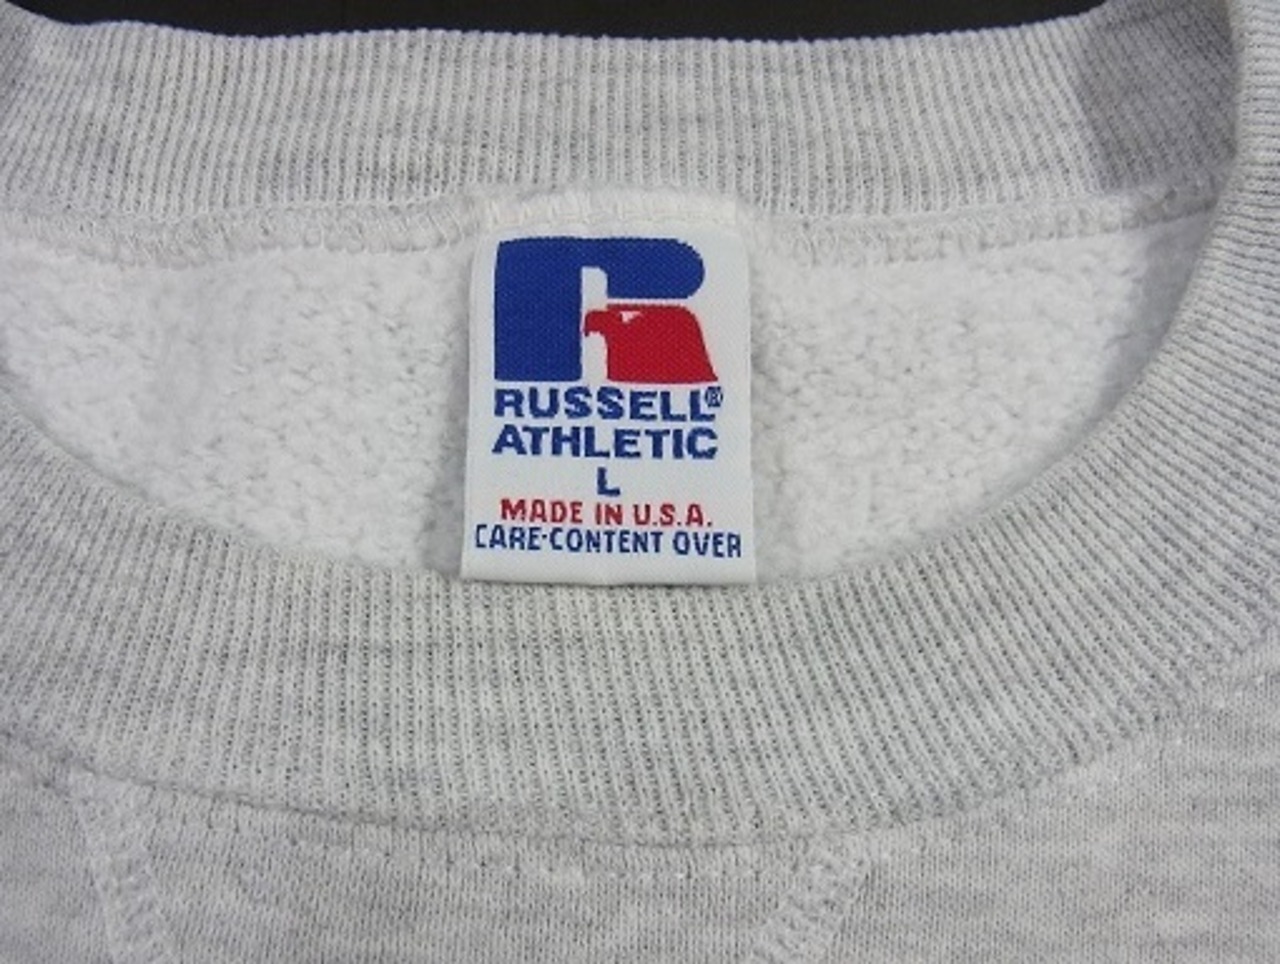 RUSSELL®
ATHLETIC
L
MADE IN U.S.A.
CARE·CONTENT OVER